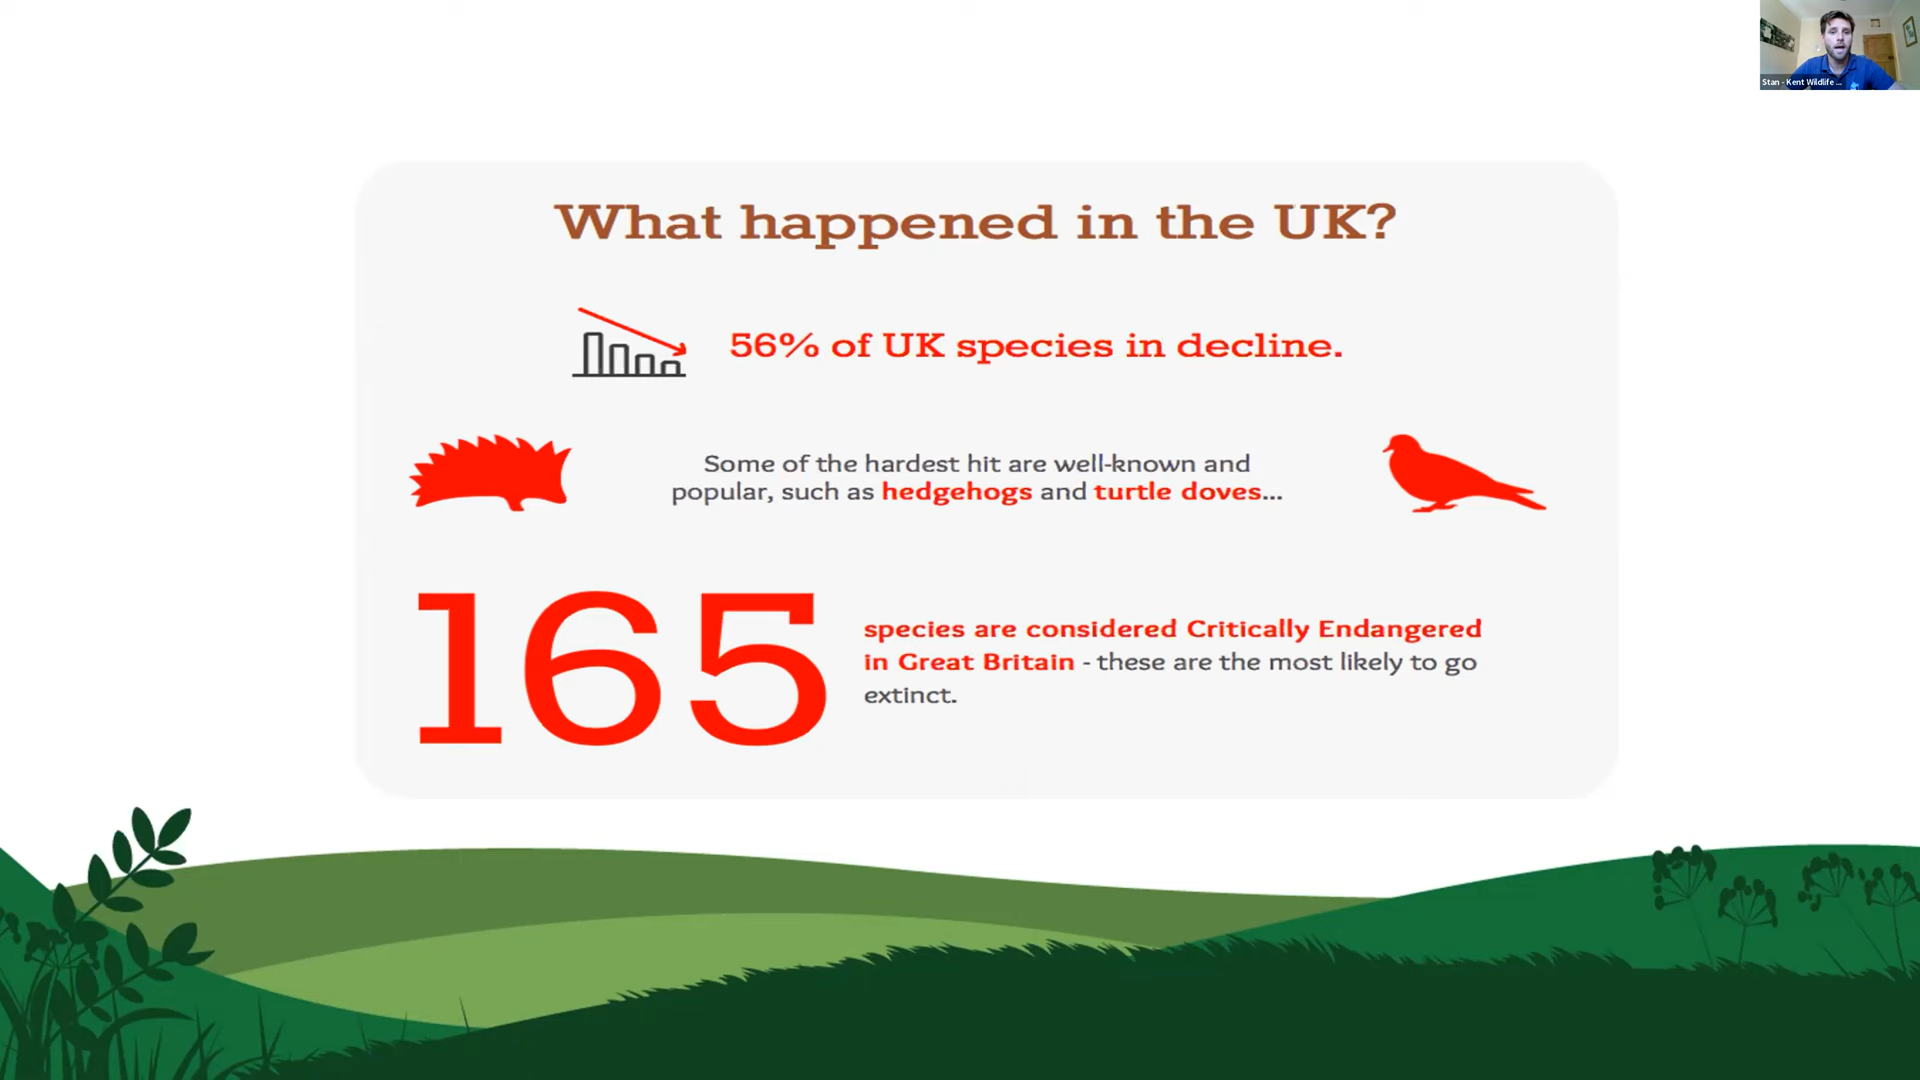 Stan - Kent Wildlife ...
What happened in the UK?
56% of UK species in decline.
Some of the hardest hit are well-known and
popular, such as hedgehogs and turtle doves...
165
species are considered Critically Endangered
in Great Britain - these are the most likely to go
extinct.